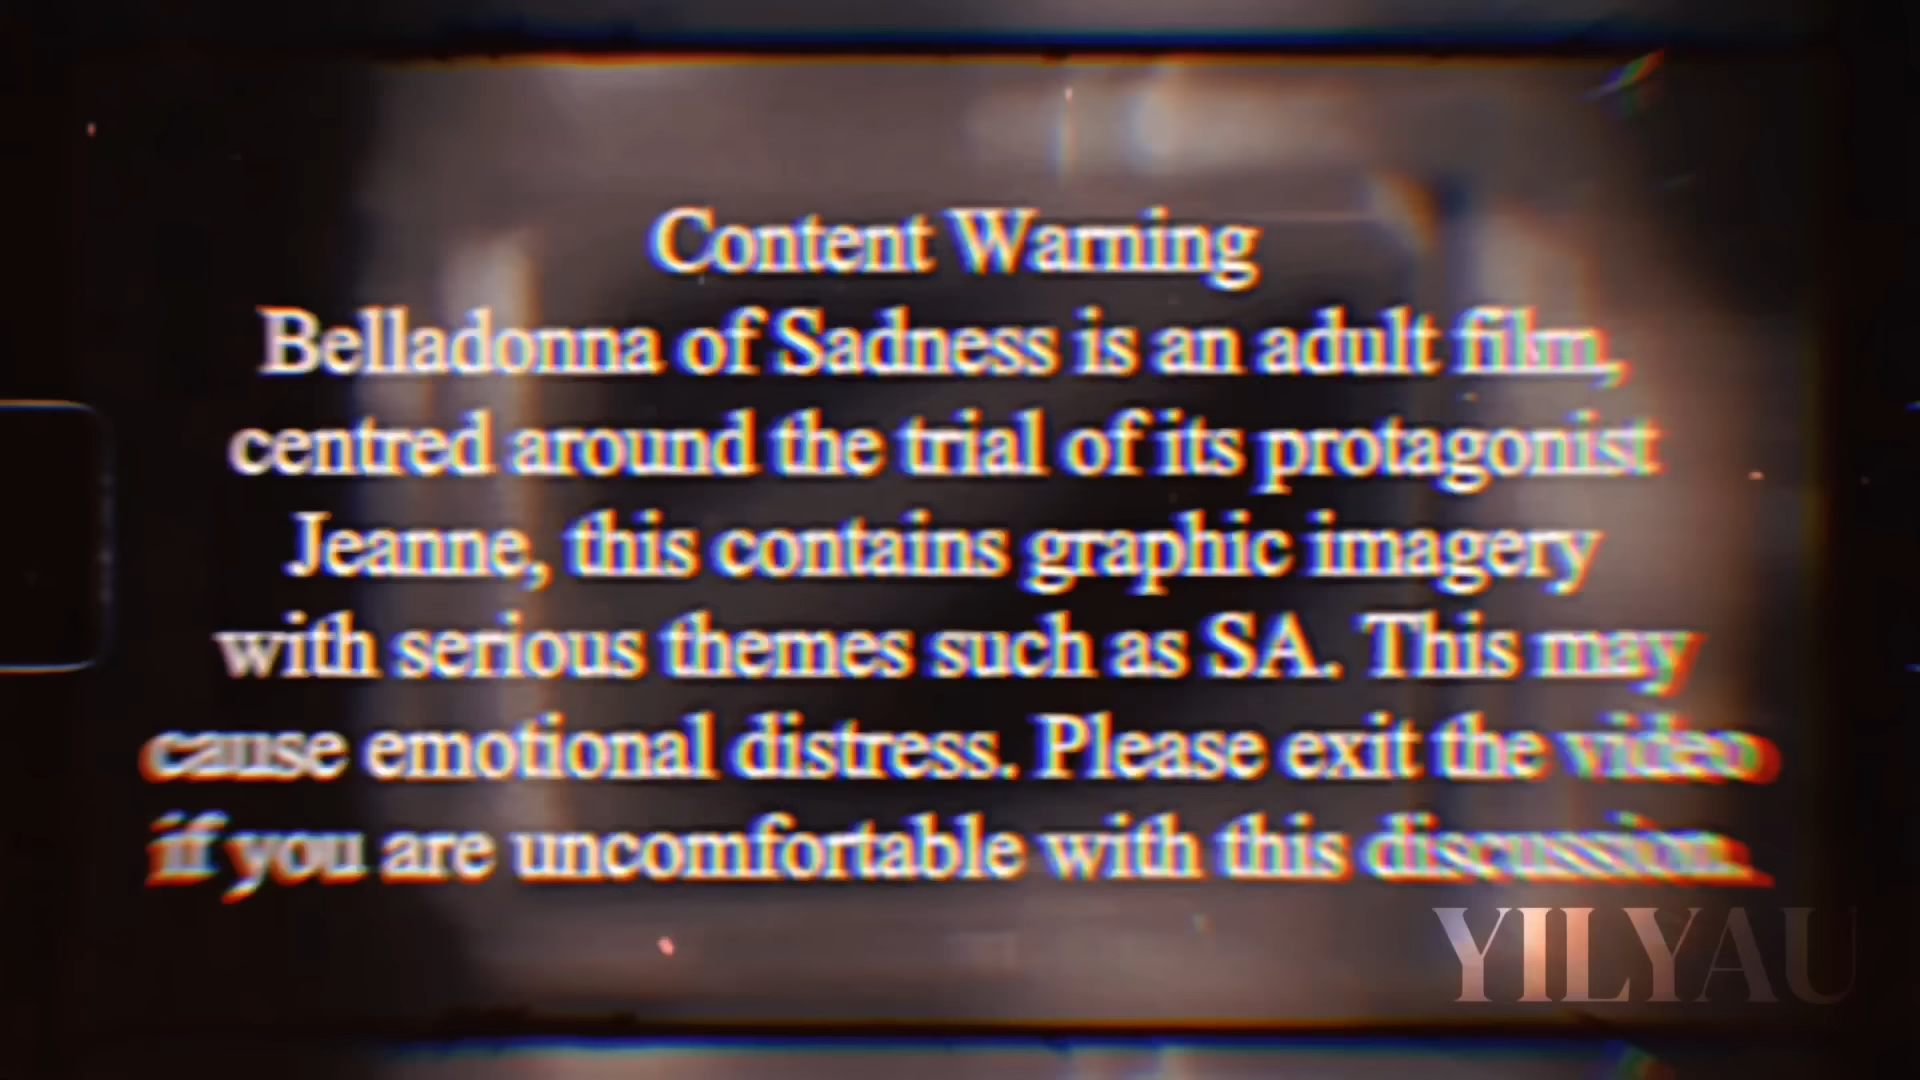 Content Warning
Belladonna of Sadness is an adult film,
centred around the trial of its protagonist
Jeanne, this contains graphic imagery
with serious themes such as SA. This may
cause emotional distress. Please exit the video
if you are uncomfortable with this discussion.
YILYAU